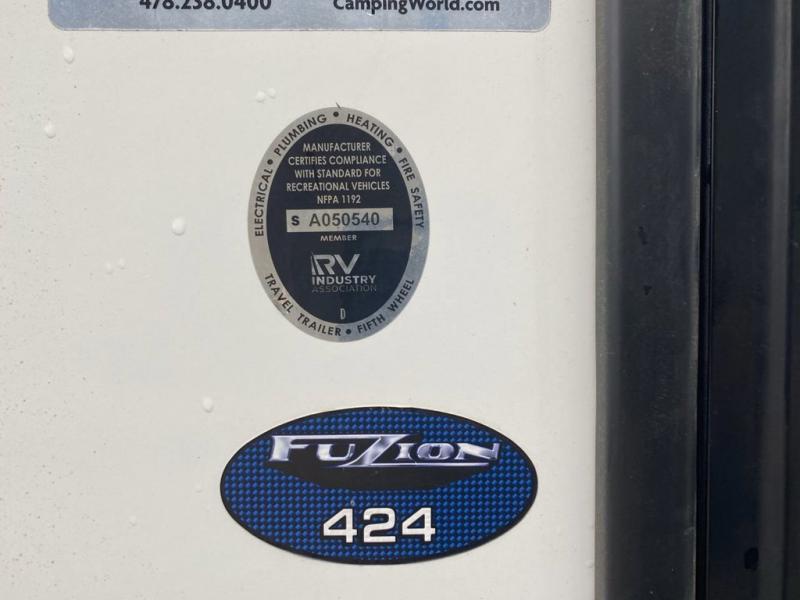 478.238.0400 CampingWorld.com
ELECTRICAL • PLUMBING • HEATING • FIRE SAFETY
MANUFACTURER
CERTIFIES COMPLIANCE
WITH STANDARD FOR
RECREATIONAL VEHICLES
NFPA 1192
S A050540
MEMBER
RV
INDUSTRY
ASSOCIATION
D
TRAVEL TRAILER • FIFTH WHEEL
FUZION
424